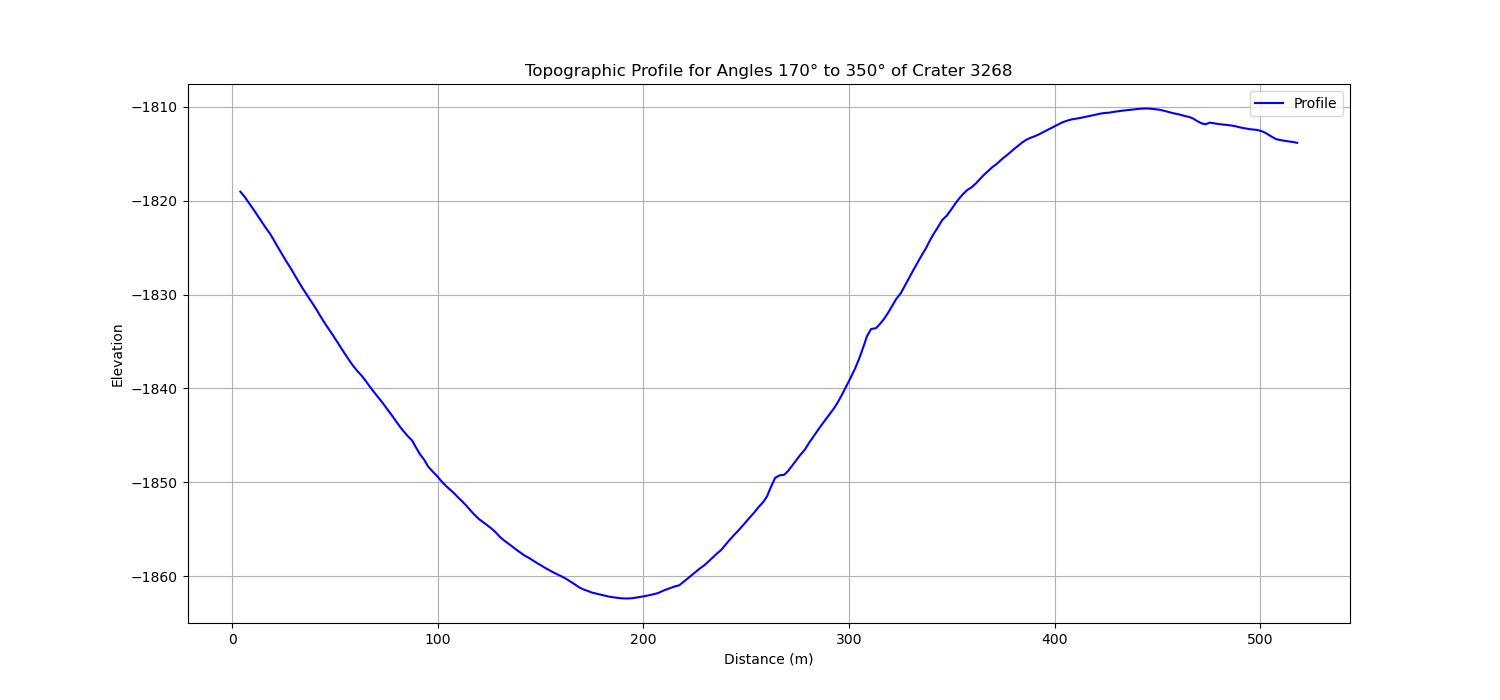 Topographic Profile for Angles 170° to 350° of Crater 3268
Profile
−1810
−1820
−1830
−1840
−1850
−1860
Elevation
0 100 200 300 400 500
Distance (m)